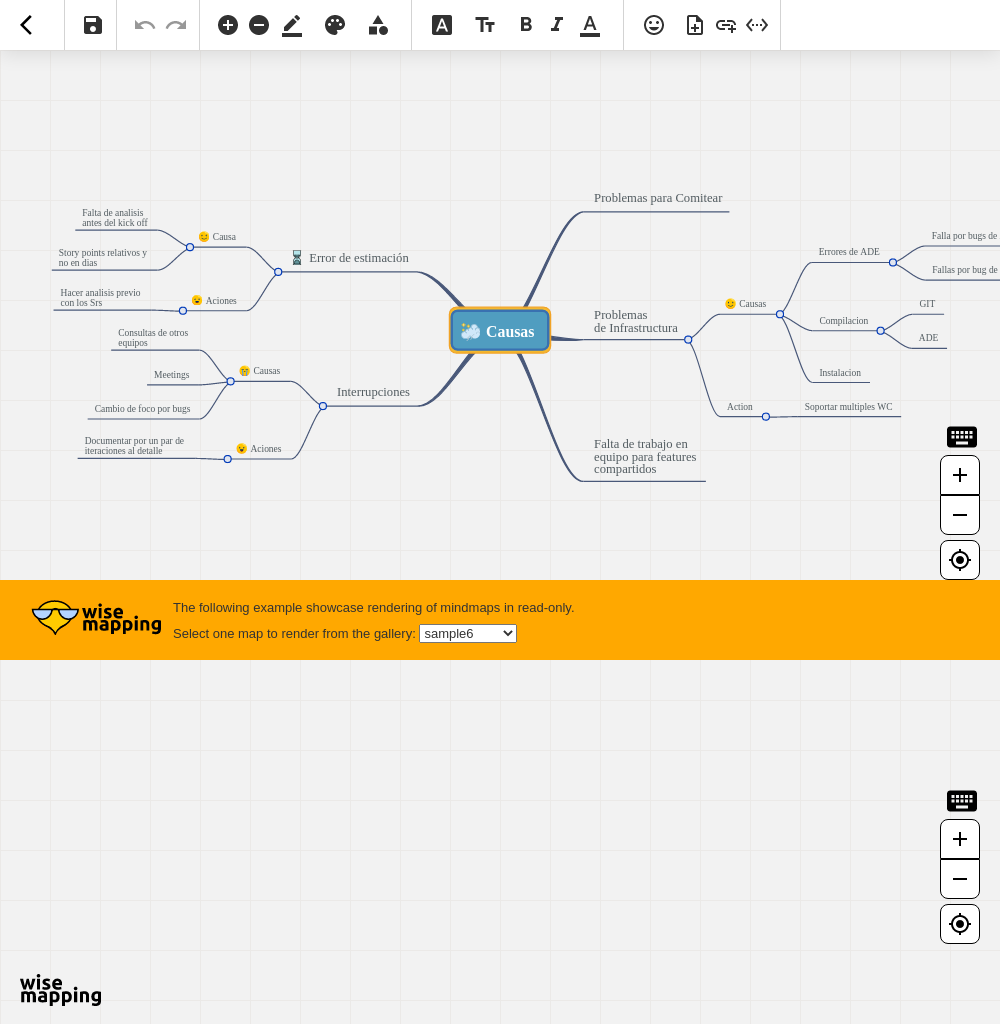 Falta de analisis
antes del kick off
Story points relativos y
no en dias
Causa
Hacer analisis previo
con los Srs
Aciones
Error de estimación
Consultas de otros
equipos
Meetings
Cambio de foco por bugs
Causas
Documentar por un par de
iteraciones al detalle
Aciones
Interrupciones
Causas
Problemas para Comitear
Problemas
de Infrastructura
Causas
Errores de ADE
Falla por bugs de
Fallas por bug de
Compilacion
GIT
ADE
Instalacion
Action
Soportar multiples WC
Falta de trabajo en
equipo para features
compartidos
wise
mapping
The following example showcase rendering of mindmaps in read-only.
Select one map to render from the gallery: sample6
wise
mapping